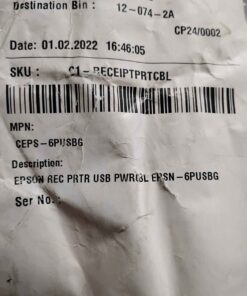 Destination Bin : 12-074-2A
CP24/0002
Date: 01.02.2022 16:46:05
SKU : C1-RECEIPTPRTCBL
MPN:
CEPS-6PUSBG
Description:
EPSON REC PRTR USB PWRCBL EPSN-6PUSBG
Ser No.: